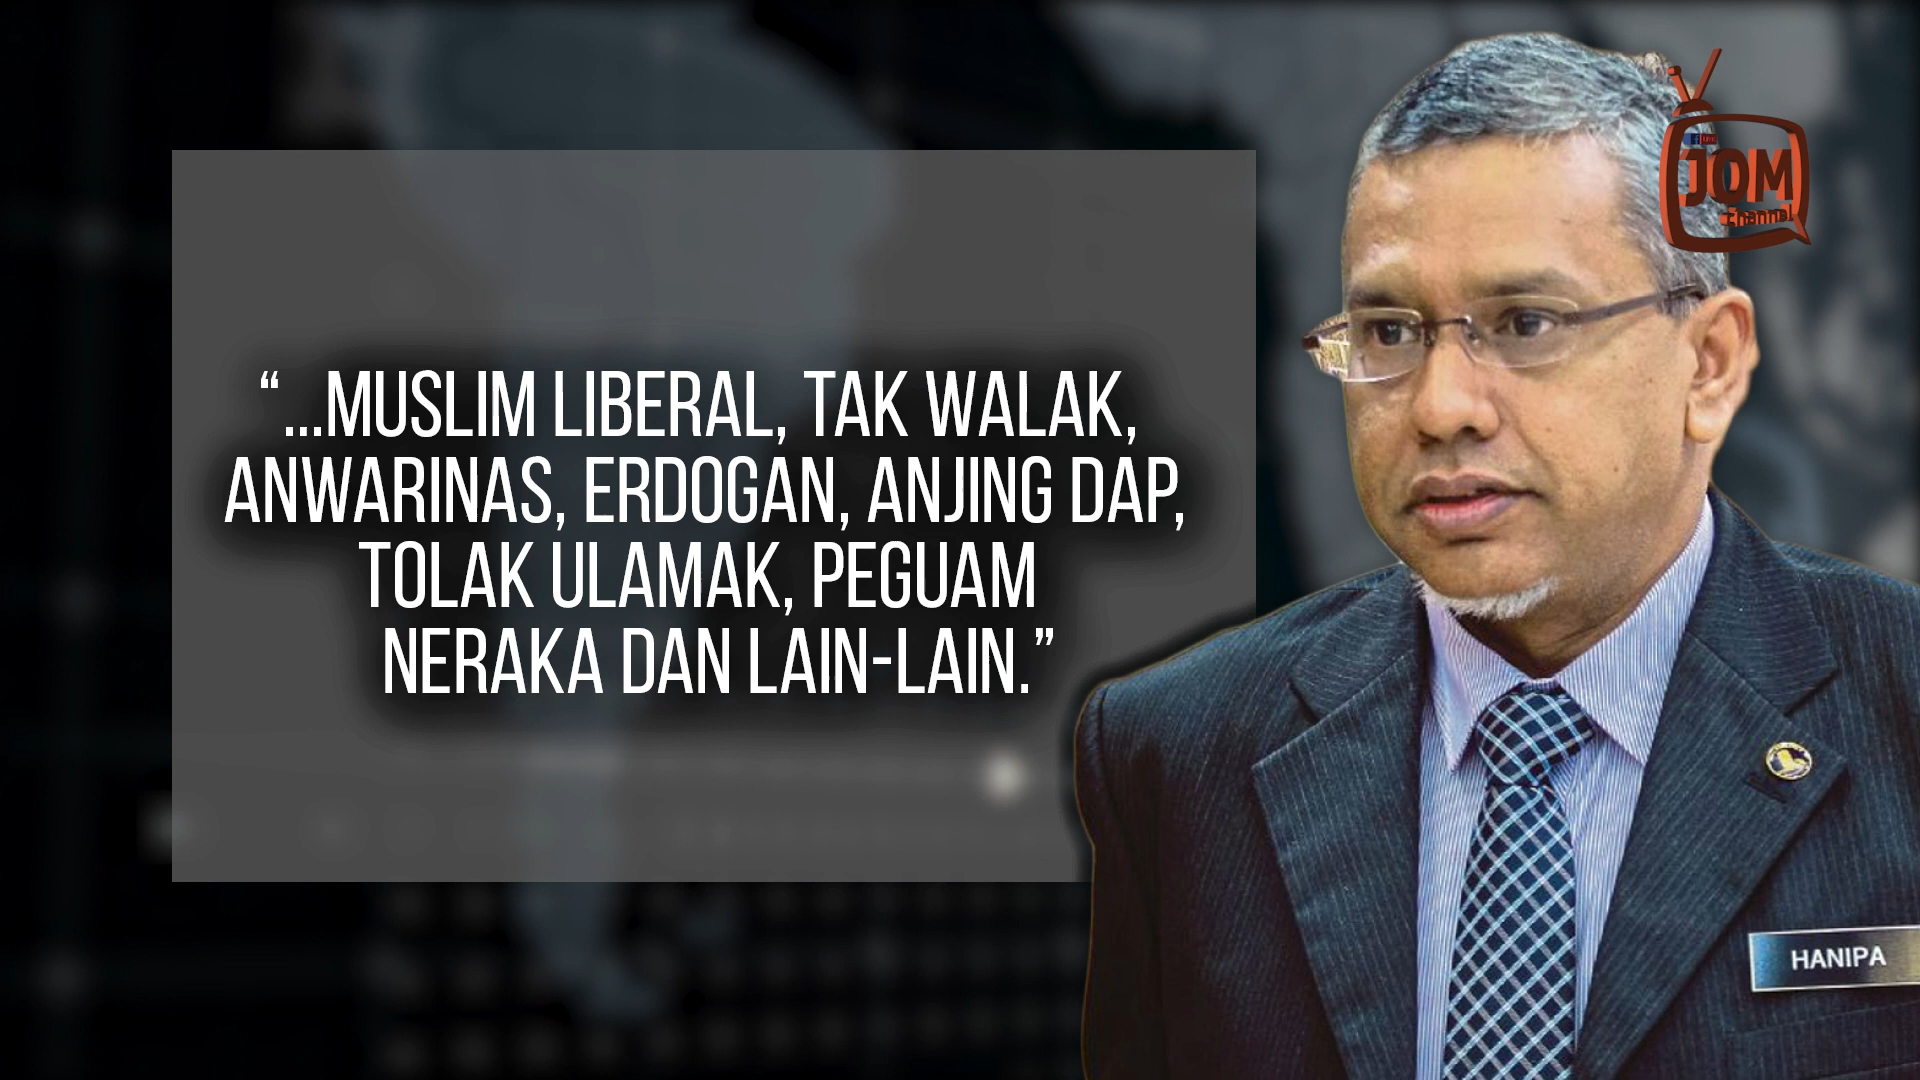 “...MUSLIM LIBERAL, TAK WALAK,
ANWARINAS, ERDOGAN, ANJING DAP,
TOLAK ULAMAK, PEGUAM
NERAKA DAN LAIN-LAIN.”
JOM
Channel
HANIPA